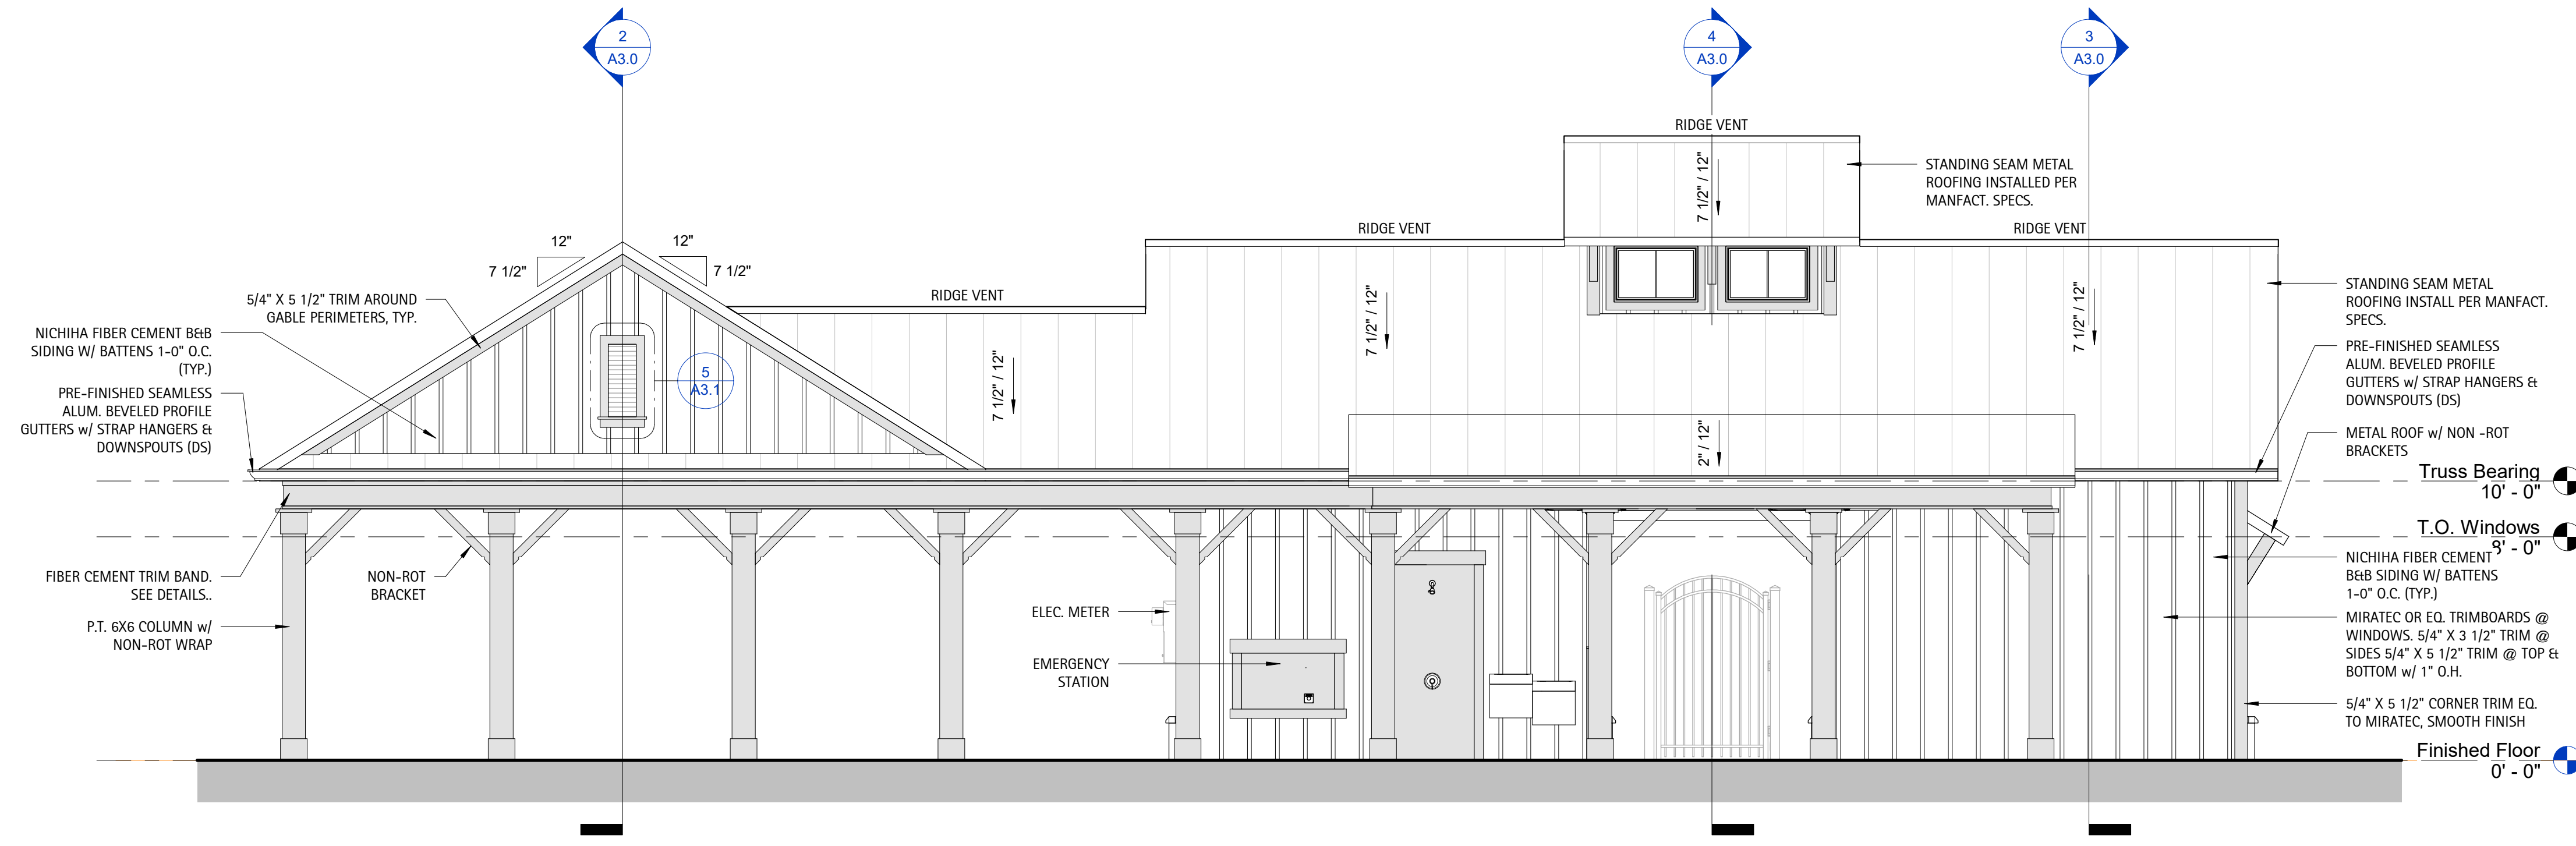 2
A3.0
4
A3.0
3
A3.0
RIDGE VENT
7 1/2" / 12"
STANDING SEAM METAL
ROOFING INSTALLED PER
MANFACT. SPECS.
RIDGE VENT
RIDGE VENT
12"
12"
7 1/2"
7 1/2"
RIDGE VENT
5/4" X 5 1/2" TRIM AROUND
GABLE PERIMETERS, TYP.
NICHIHA FIBER CEMENT B&B
SIDING W/ BATTENS 1-0" O.C.
(TYP.)
PRE-FINISHED SEAMLESS
ALUM. BEVELED PROFILE
GUTTERS w/ STRAP HANGERS &
DOWNSPOUTS (DS)
5
A3.1
7 1/2" / 12"
7 1/2" / 12"
7 1/2" / 12"
2" / 12"
STANDING SEAM METAL
ROOFING INSTALL PER MANFACT.
SPECS.
PRE-FINISHED SEAMLESS
ALUM. BEVELED PROFILE
GUTTERS w/ STRAP HANGERS &
DOWNSPOUTS (DS)
METAL ROOF w/ NON -ROT
BRACKETS
Truss Bearing
10' - 0"
T.O. Windows
8' - 0"
FIBER CEMENT TRIM BAND.
SEE DETAILS..
NON-ROT
BRACKET
P.T. 6X6 COLUMN w/
NON-ROT WRAP
ELEC. METER
EMERGENCY
STATION
NICHIHA FIBER CEMENT
B&B SIDING W/ BATTENS
1-0" O.C. (TYP.)
MIRATEC OR EQ. TRIMBOARDS @
WINDOWS. 5/4" X 3 1/2" TRIM @
SIDES 5/4" X 5 1/2" TRIM @ TOP &
BOTTOM w/ 1" O.H.
5/4" X 5 1/2" CORNER TRIM EQ.
TO MIRATEC, SMOOTH FINISH
Finished Floor
0' - 0"